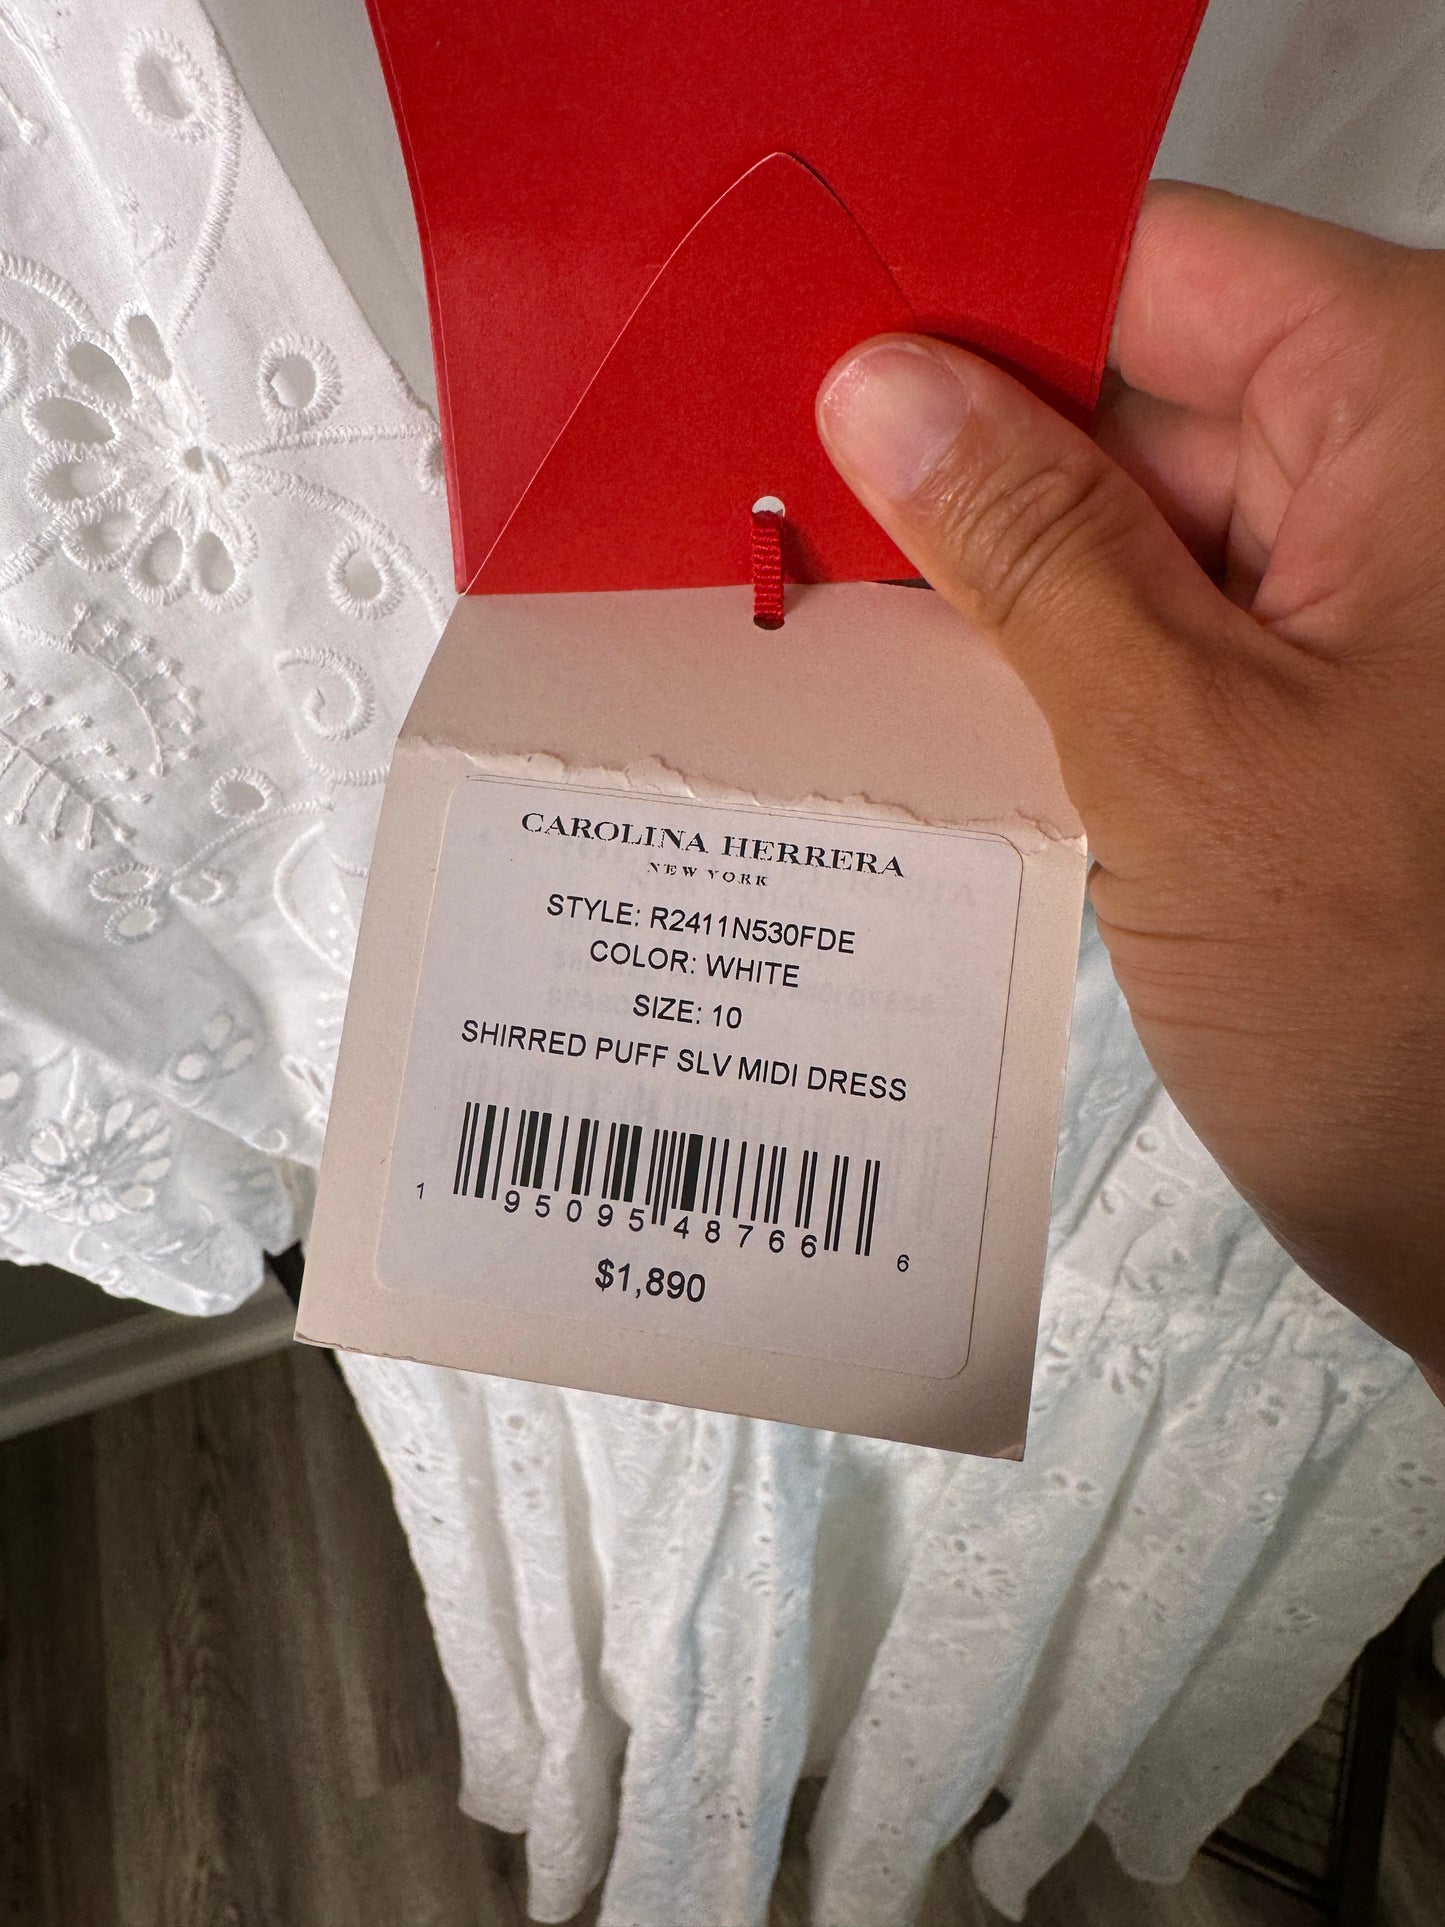 CAROLINA HERRERA
NEW YORK
STYLE: R2411N530FDE
COLOR: WHITE
SIZE: 10
SHIRRED PUFF SLV MIDI DRESS
1 95095 48766 6
$1,890